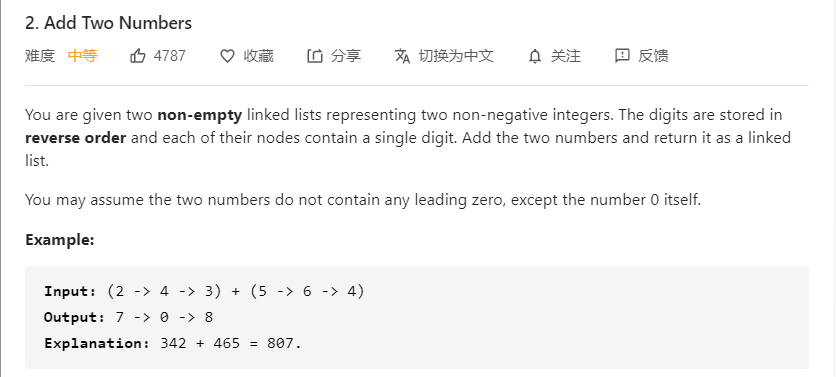 2. Add Two Numbers
难度 中等 4787 收藏 分享 切换为中文 关注 反馈
You are given two non-empty linked lists representing two non-negative integers. The digits are stored in
reverse order and each of their nodes contain a single digit. Add the two numbers and return it as a linked
list.
You may assume the two numbers do not contain any leading zero, except the number 0 itself.
Example:
Input: (2 -> 4 -> 3) + (5 -> 6 -> 4)
Output: 7 -> 0 -> 8
Explanation: 342 + 465 = 807.